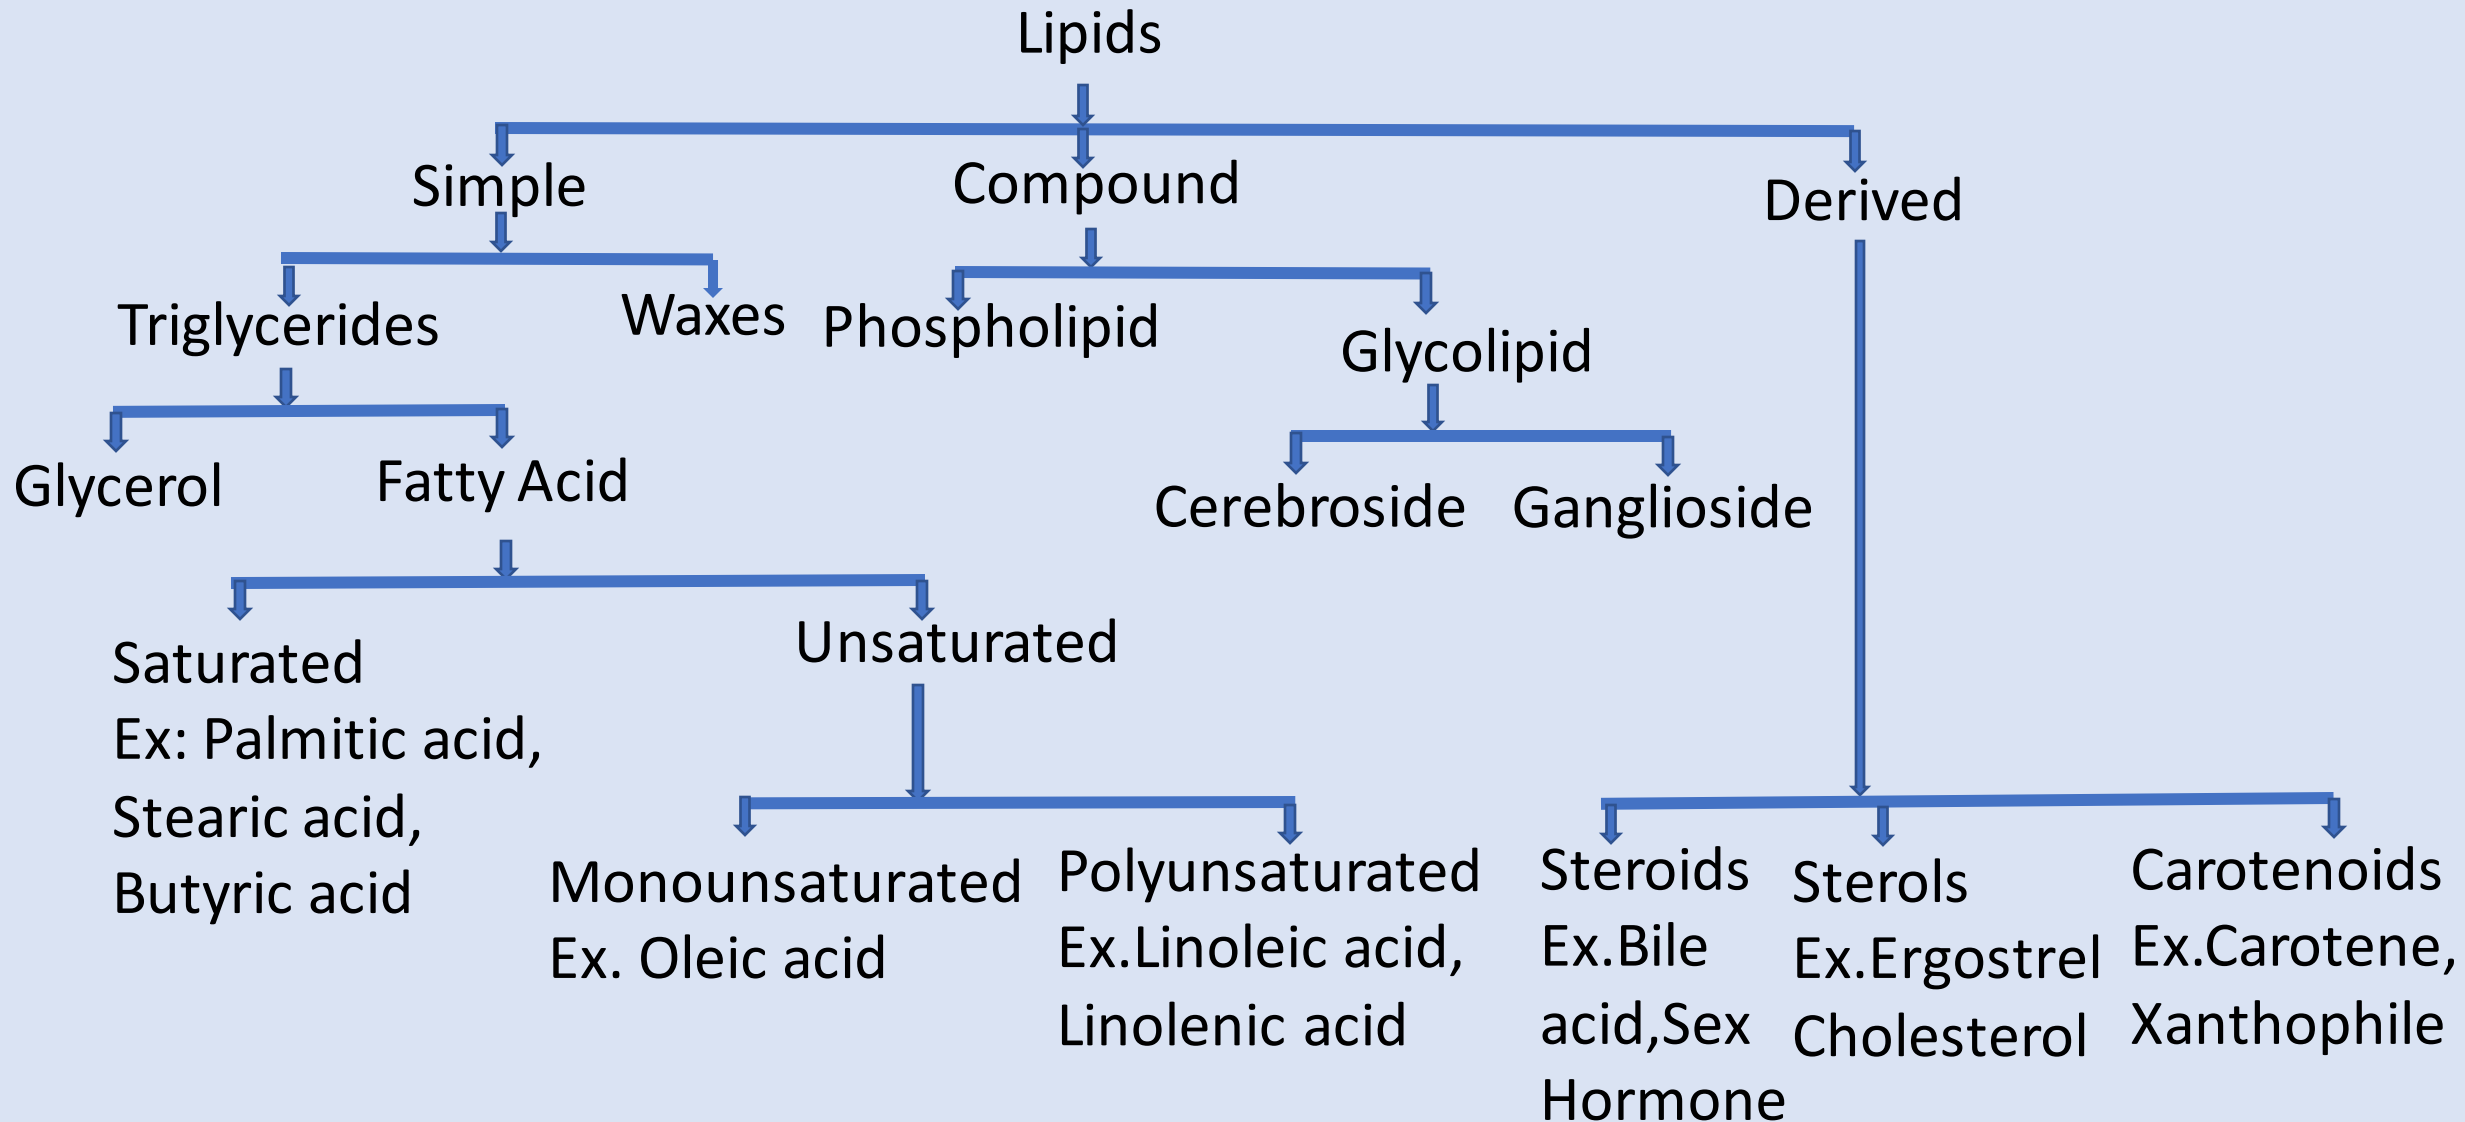 Lipids
Simple
Compound
Derived
Triglycerides
Waxes
Phospholipid
Glycolipid
Glycerol
Fatty Acid
Cerebroside
Ganglioside
Saturated
Ex: Palmitic acid,
Stearic acid,
Butyric acid
Unsaturated
Monounsaturated
Ex. Oleic acid
Polyunsaturated
Ex.Linoleic acid,
Linolenic acid
Steroids
Ex.Bile
acid,Sex
Hormone
Sterols
Ex.Ergostrel
Cholesterol
Carotenoids
Ex.Carotene,
Xanthophile